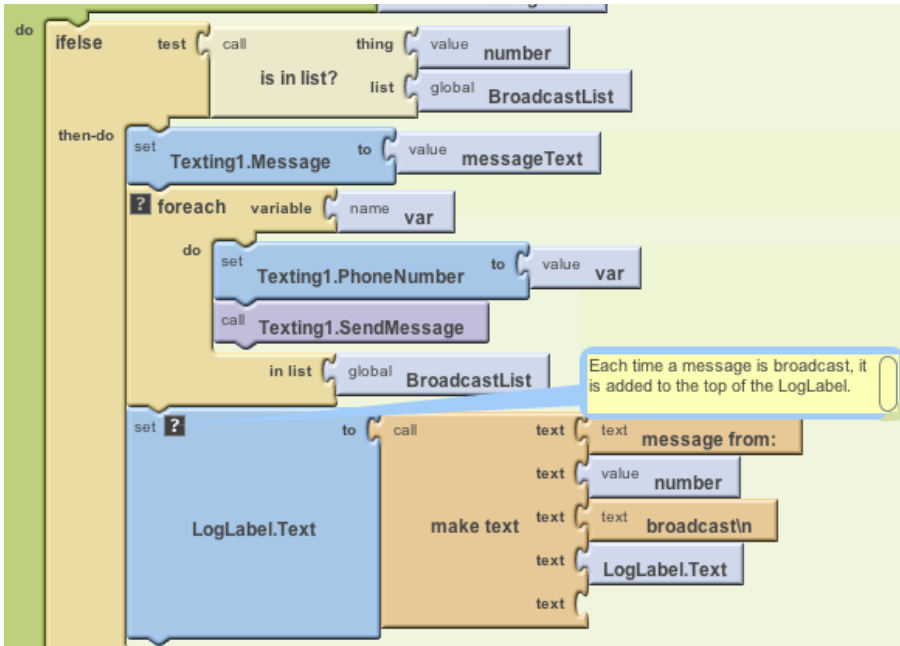 do
ifelse test call thing value number
is in list?
list global BroadcastList
then-do set Texting1.Message to value messageText
? foreach variable name var
do set Texting1.PhoneNumber to value var
call Texting1.SendMessage
in list global BroadcastList
Each time a message is broadcast, it
is added to the top of the LogLabel.
set ? to call text text message from:
text value number
LogLabel.Text make text text text broadcast\n
text LogLabel.Text
text